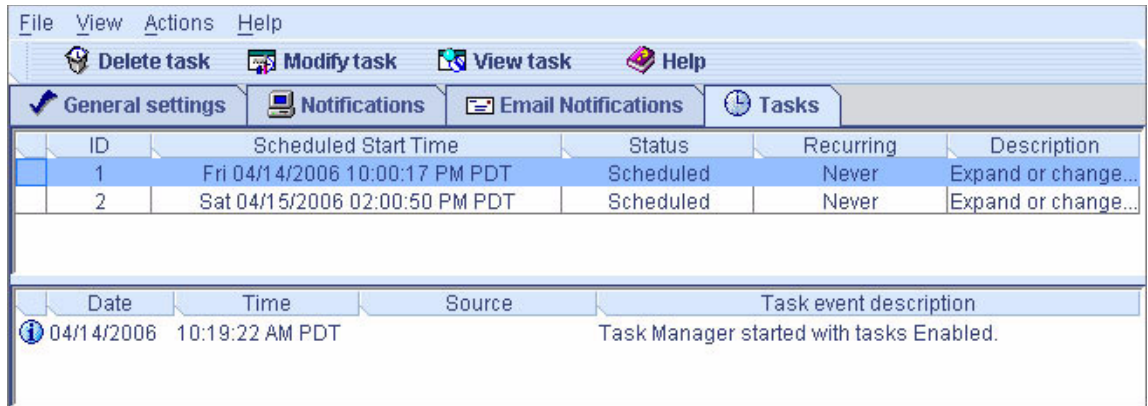 File View Actions Help
Delete task Modify task View task Help
General settings Notifications Email Notifications Tasks
ID Scheduled Start Time Status Recurring Description
1 Fri 04/14/2006 10:00:17 PM PDT Scheduled Never Expand or change...
2 Sat 04/15/2006 02:00:50 PM PDT Scheduled Never Expand or change...
Date Time Source Task event description
04/14/2006 10:19:22 AM PDT Task Manager started with tasks Enabled.